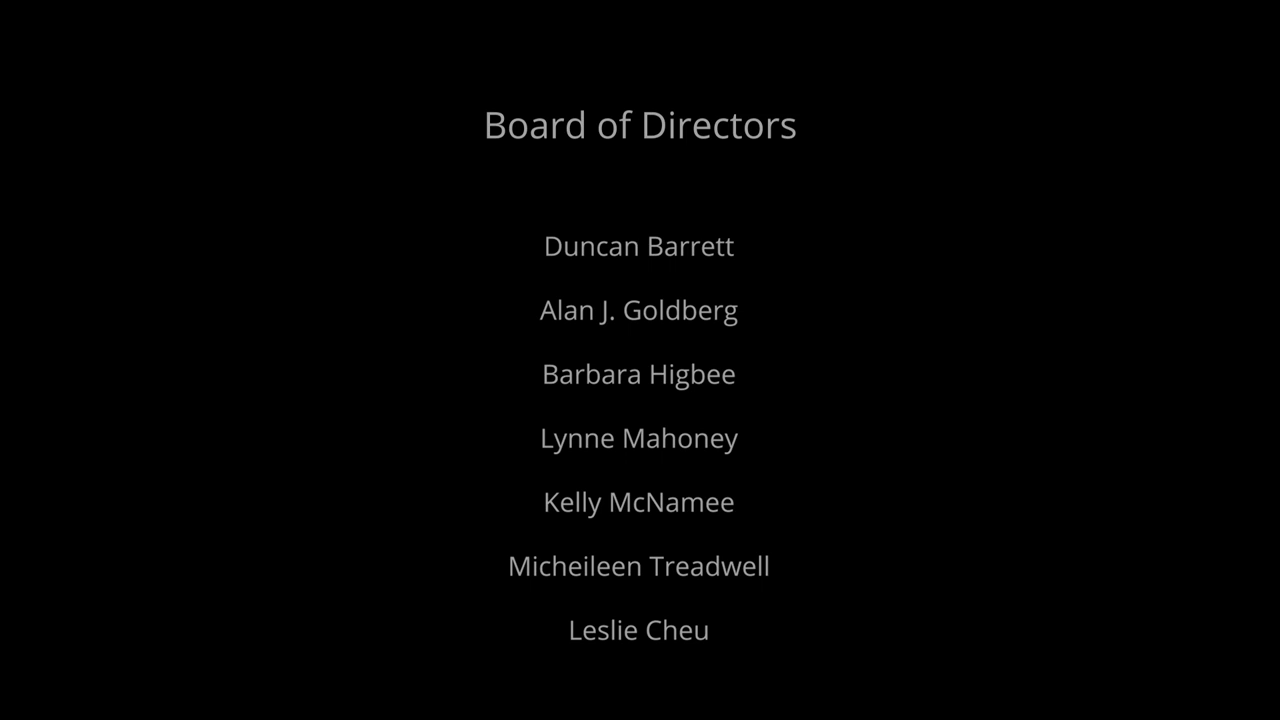 Board of Directors
Duncan Barrett
Alan J. Goldberg
Barbara Higbee
Lynne Mahoney
Kelly McNamee
Micheileen Treadwell
Leslie Cheu